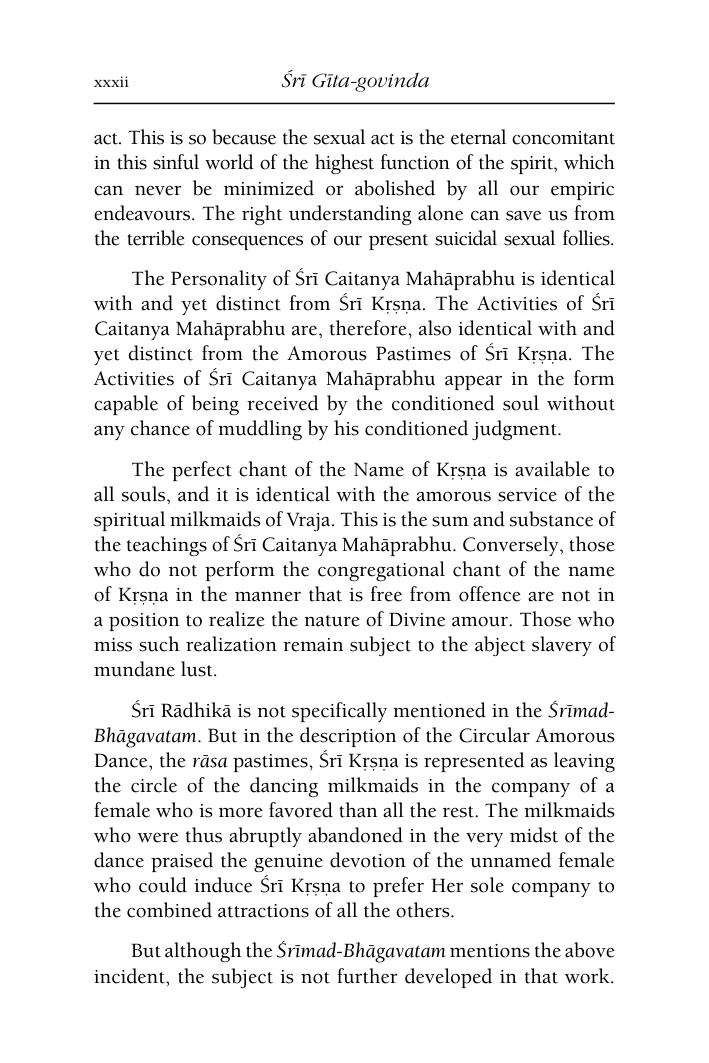 xxxii
Śrī Gīta-govinda
act. This is so because the sexual act is the eternal concomitant
in this sinful world of the highest function of the spirit, which
can never be minimized or abolished by all our empiric
endeavours. The right understanding alone can save us from
the terrible consequences of our present suicidal sexual follies.
The Personality of Śrī Caitanya Mahāprabhu is identical
with and yet distinct from Śrī Kṛṣṇa. The Activities of Śrī
Caitanya Mahāprabhu are, therefore, also identical with and
yet distinct from the Amorous Pastimes of Śrī Kṛṣṇa. The
Activities of Śrī Caitanya Mahāprabhu appear in the form
capable of being received by the conditioned soul without
any chance of muddling by his conditioned judgment.
The perfect chant of the Name of Kṛṣṇa is available to
all souls, and it is identical with the amorous service of the
spiritual milkmaids of Vraja. This is the sum and substance of
the teachings of Śrī Caitanya Mahāprabhu. Conversely, those
who do not perform the congregational chant of the name
of Kṛṣṇa in the manner that is free from offence are not in
a position to realize the nature of Divine amour. Those who
miss such realization remain subject to the abject slavery of
mundane lust.
Śrī Rādhikā is not specifically mentioned in the Śrīmad-
Bhāgavatam. But in the description of the Circular Amorous
Dance, the rāsa pastimes, Śrī Kṛṣṇa is represented as leaving
the circle of the dancing milkmaids in the company of a
female who is more favored than all the rest. The milkmaids
who were thus abruptly abandoned in the very midst of the
dance praised the genuine devotion of the unnamed female
who could induce Śrī Kṛṣṇa to prefer Her sole company to
the combined attractions of all the others.
But although the Śrīmad-Bhāgavatam mentions the above
incident, the subject is not further developed in that work.